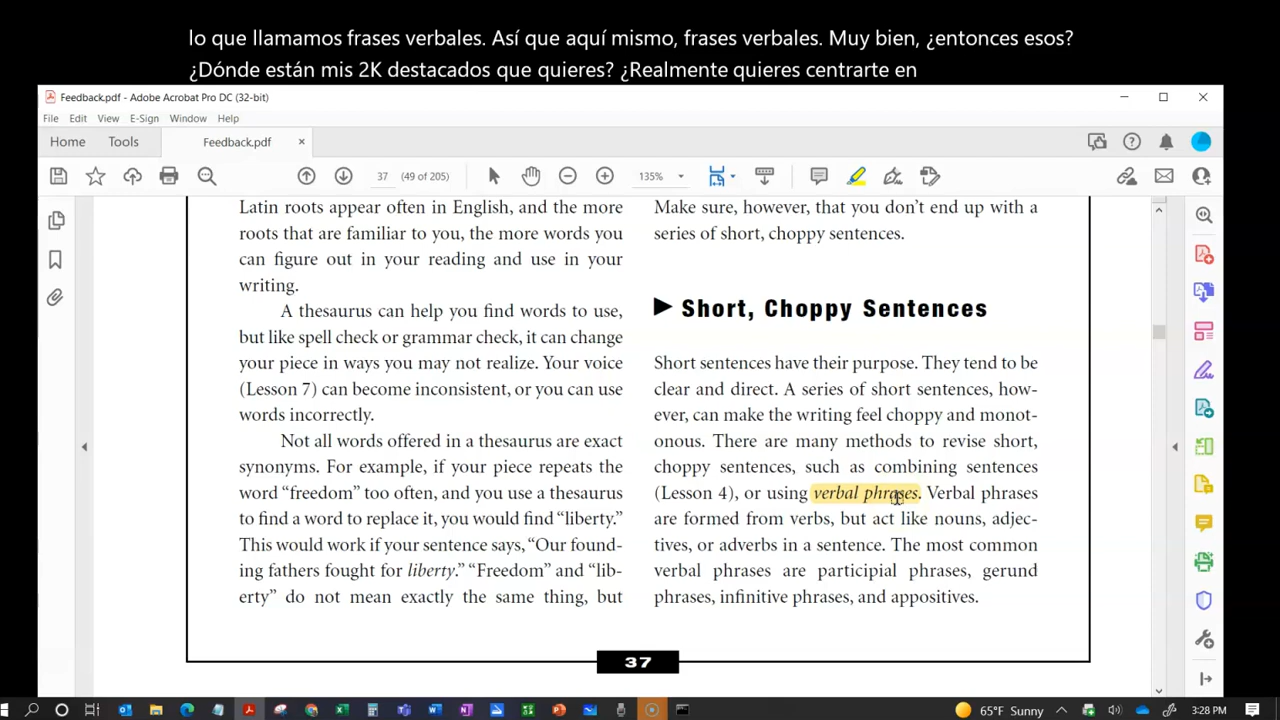 lo que llamamos frases verbales. Así que aquí mismo, frases verbales. Muy bien, ¿entonces esos?
¿Dónde están mis 2K destacados que quieres? ¿Realmente quieres centrarte en
Feedback.pdf - Adobe Acrobat Pro DC (32-bit)
File Edit View E-Sign Window Help
Home Tools Feedback.pdf ×
37 (49 of 205) 135%
Latin roots appear often in English, and the more
roots that are familiar to you, the more words you
can figure out in your reading and use in your
writing.
A thesaurus can help you find words to use,
but like spell check or grammar check, it can change
your piece in ways you may not realize. Your voice
(Lesson 7) can become inconsistent, or you can use
words incorrectly.
Not all words offered in a thesaurus are exact
synonyms. For example, if your piece repeats the
word “freedom” too often, and you use a thesaurus
to find a word to replace it, you would find “liberty.”
This would work if your sentence says, “Our found-
ing fathers fought for liberty.” “Freedom” and “lib-
erty” do not mean exactly the same thing, but
Make sure, however, that you don’t end up with a
series of short, choppy sentences.
Short, Choppy Sentences
Short sentences have their purpose. They tend to be
clear and direct. A series of short sentences, how-
ever, can make the writing feel choppy and monot-
onous. There are many methods to revise short,
choppy sentences, such as combining sentences
(Lesson 4), or using verbal phrases. Verbal phrases
are formed from verbs, but act like nouns, adjec-
tives, or adverbs in a sentence. The most common
verbal phrases are participial phrases, gerund
phrases, infinitive phrases, and appositives.
37
65°F Sunny 3:28 PM